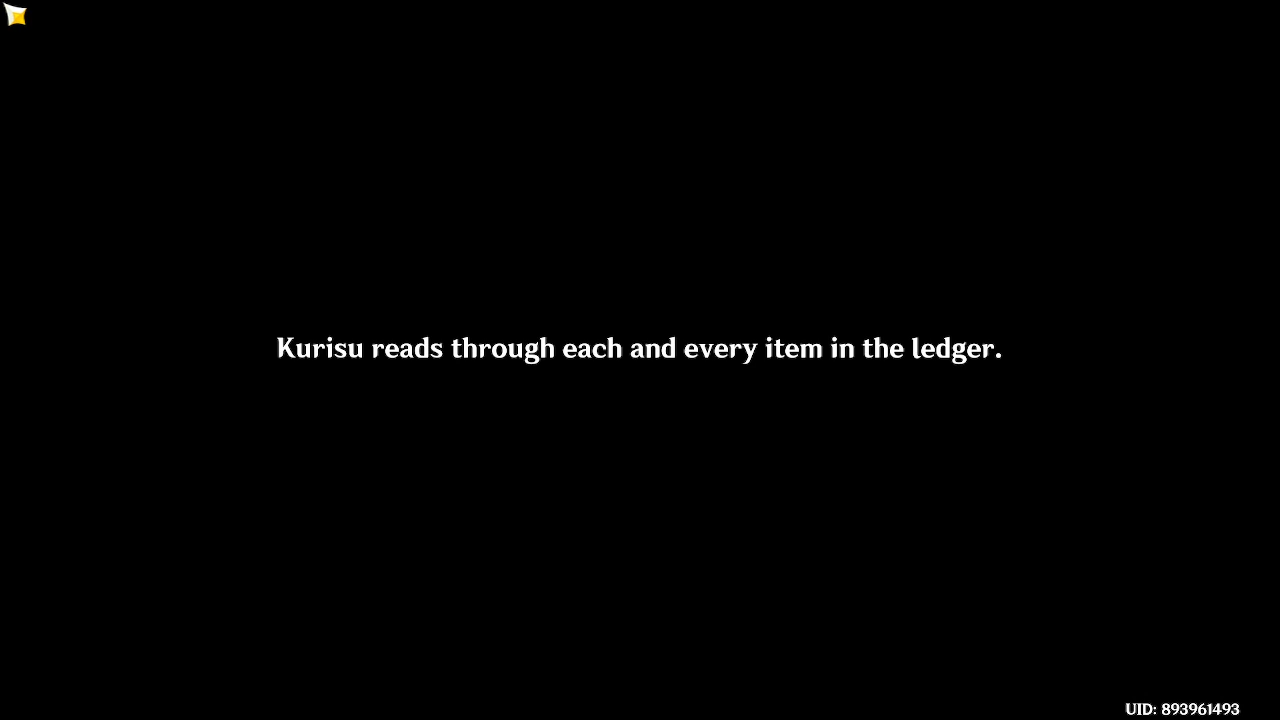 Kurisu reads through each and every item in the ledger.
UID: 893961493